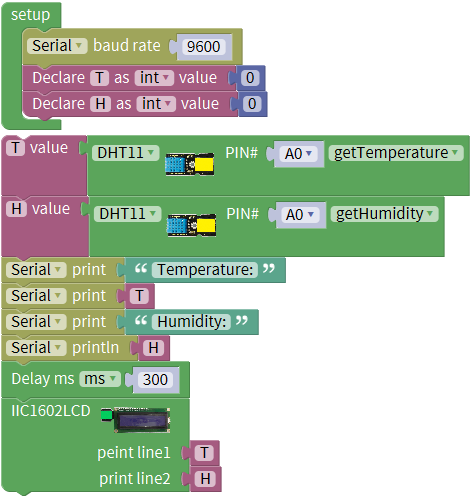 setup
Serial baud rate 9600
Declare T as int value 0
Declare H as int value 0
T value DHT11 PIN# A0 getTemperature
H value DHT11 PIN# A0 getHumidity
Serial print “ Temperature: ”
Serial print T
Serial print “ Humidity: ”
Serial println H
Delay ms ms 300
IIC1602LCD
peint line1 T
print line2 H